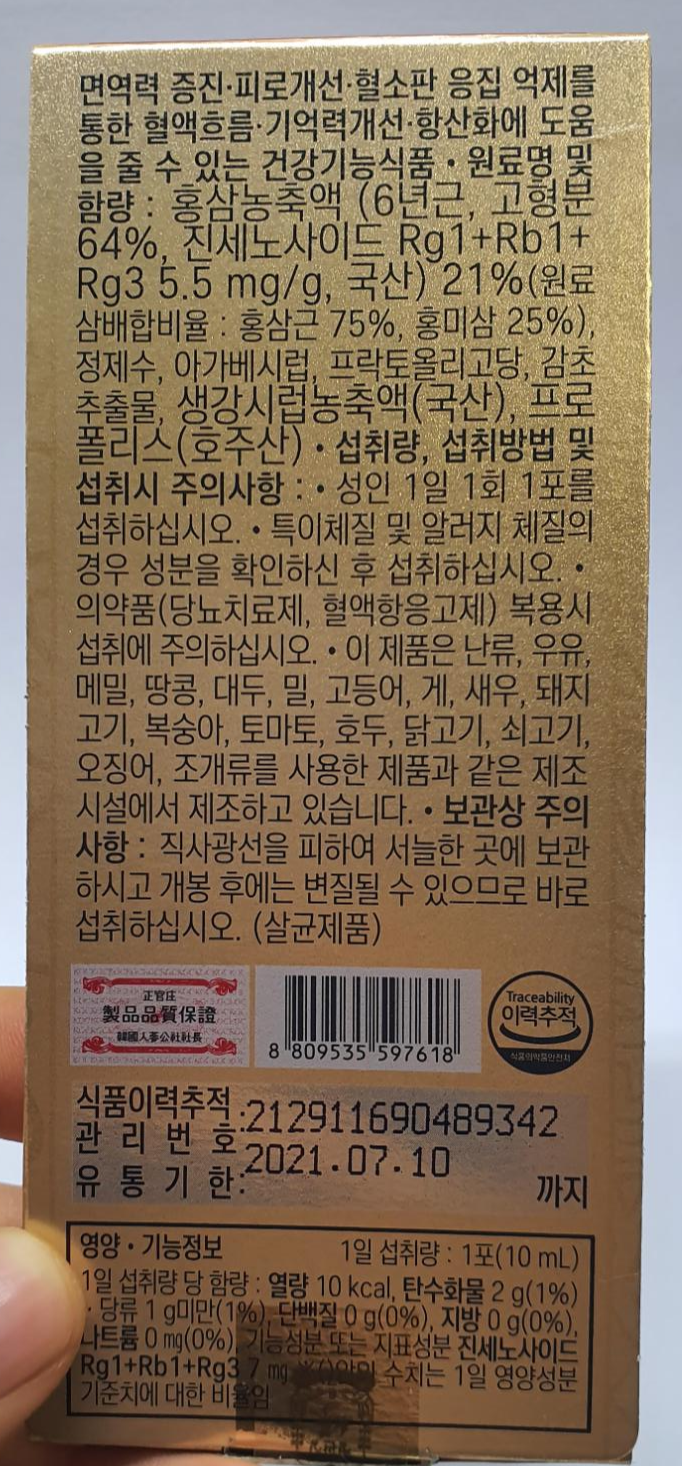 면역력 증진·피로개선·혈소판 응집 억제를
통한 혈액흐름·기억력개선·항산화에 도움
을 줄 수 있는 건강기능식품 • 원료명 및
함량 : 홍삼농축액 (6년근, 고형분
64%, 진세노사이드 Rg1+Rb1+
Rg3 5.5 mg/g, 국산) 21%(원료
삼배합비율 : 홍삼근 75%, 홍미삼 25%),
정제수, 아가베시럽, 프락토올리고당, 감초
추출물, 생강시럽농축액(국산), 프로
폴리스(호주산) • 섭취량, 섭취방법 및
섭취시 주의사항 : • 성인 1일 1회 1포를
섭취하십시오. • 특이체질 및 알러지 체질의
경우 성분을 확인하신 후 섭취하십시오. •
의약품(당뇨치료제, 혈액항응고제) 복용시
섭취에 주의하십시오. • 이 제품은 난류, 우유,
메밀, 땅콩, 대두, 밀, 고등어, 게, 새우, 돼지
고기, 복숭아, 토마토, 호두, 닭고기, 쇠고기,
오징어, 조개류를 사용한 제품과 같은 제조
시설에서 제조하고 있습니다. • 보관상 주의
사항 : 직사광선을 피하여 서늘한 곳에 보관
하시고 개봉 후에는 변질될 수 있으므로 바로
섭취하십시오. (살균제품)
正官庄
製品品質保證
韓國人蔘公社社長
8 809535 597618
Traceability
이력추적
식품의약품안전처
식품이력추적
관리번호:212911690489342
유통기한:2021.07.10 까지
영양 • 기능정보 1일 섭취량 : 1포(10 mL)
1일 섭취량 당 함량 : 열량 10 kcal, 탄수화물 2 g(1%)
· 당류 1 g미만(1%), 단백질 0 g(0%), 지방 0 g(0%),
나트륨 0 mg(0%), 기능성분 또는 지표성분 진세노사이드
Rg1+Rb1+Rg3 7 mg ※()안의 수치는 1일 영양성분
기준치에 대한 비율임